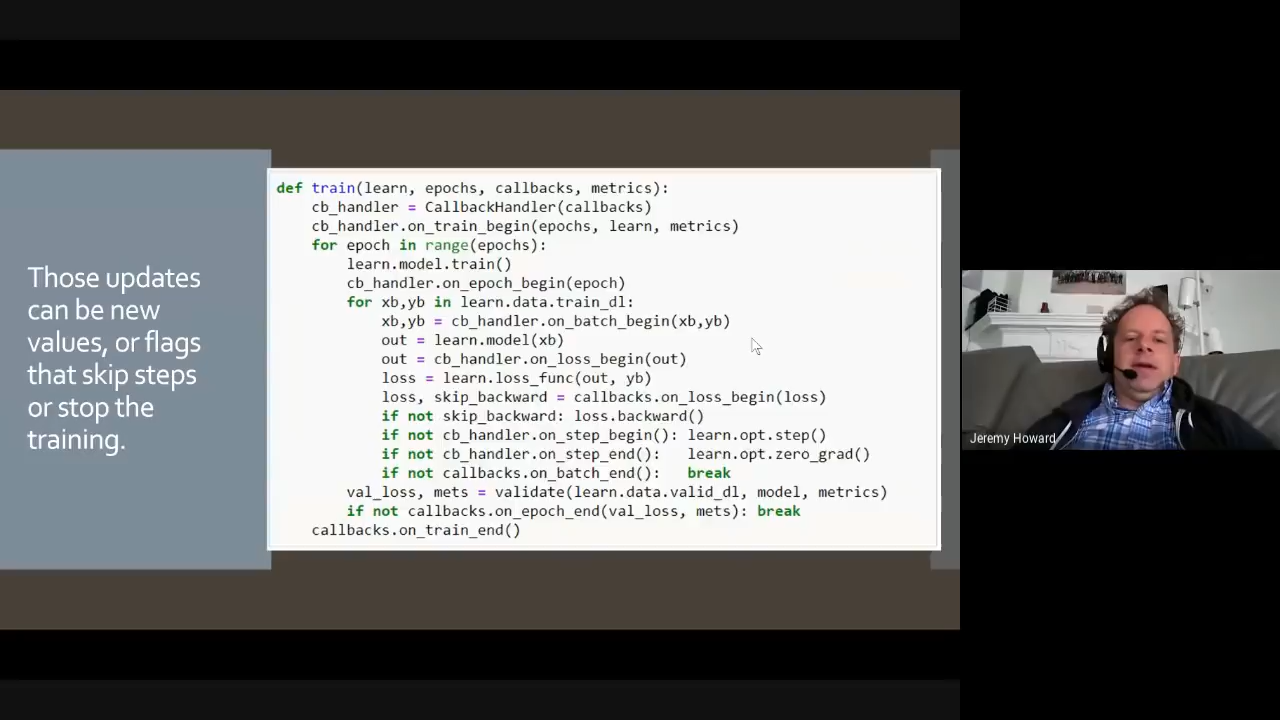 Those updates
can be new
values, or flags
that skip steps
or stop the
training.
def train(learn, epochs, callbacks, metrics):
    cb_handler = CallbackHandler(callbacks)
    cb_handler.on_train_begin(epochs, learn, metrics)
    for epoch in range(epochs):
        learn.model.train()
        cb_handler.on_epoch_begin(epoch)
        for xb,yb in learn.data.train_dl:
            xb,yb = cb_handler.on_batch_begin(xb,yb)
            out = learn.model(xb)
            out = cb_handler.on_loss_begin(out)
            loss = learn.loss_func(out, yb)
            loss, skip_backward = callbacks.on_loss_begin(loss)
            if not skip_backward: loss.backward()
            if not cb_handler.on_step_begin(): learn.opt.step()
            if not cb_handler.on_step_end():   learn.opt.zero_grad()
            if not callbacks.on_batch_end():   break
        val_loss, mets = validate(learn.data.valid_dl, model, metrics)
        if not callbacks.on_epoch_end(val_loss, mets): break
    callbacks.on_train_end()
Jeremy Howard